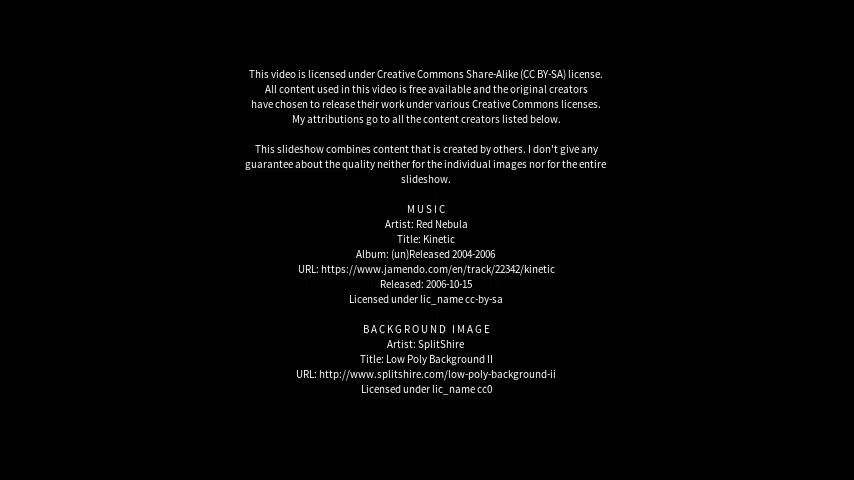 This video is licensed under Creative Commons Share-Alike (CC BY-SA) license.
All content used in this video is free available and the original creators
have chosen to release their work under various Creative Commons licenses.
My attributions go to all the content creators listed below.
This slideshow combines content that is created by others. I don't give any
guarantee about the quality neither for the individual images nor for the entire
slideshow.
MUSIC
Artist: Red Nebula
Title: Kinetic
Album: (un)Released 2004-2006
URL: https://www.jamendo.com/en/track/22342/kinetic
Released: 2006-10-15
Licensed under lic_name cc-by-sa
BACKGROUND IMAGE
Artist: SplitShire
Title: Low Poly Background II
URL: http://www.splitshire.com/low-poly-background-ii
Licensed under lic_name cc0